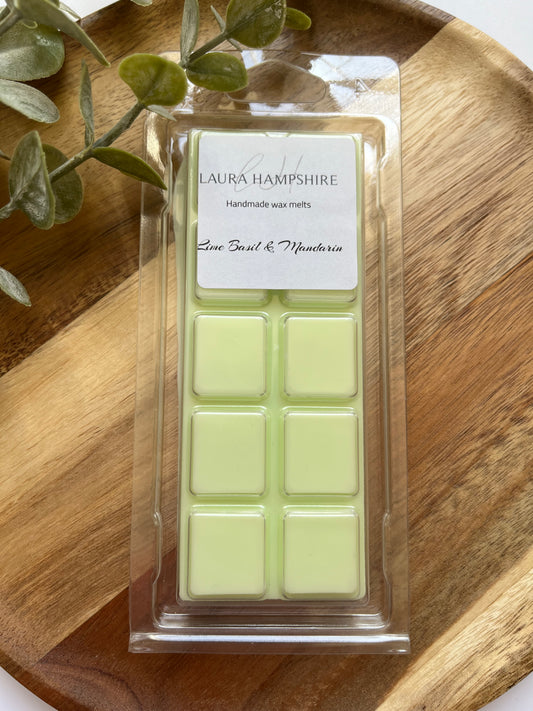 LAURA HAMPSHIRE
Handmade wax melts
Lime Basil & Mandarin